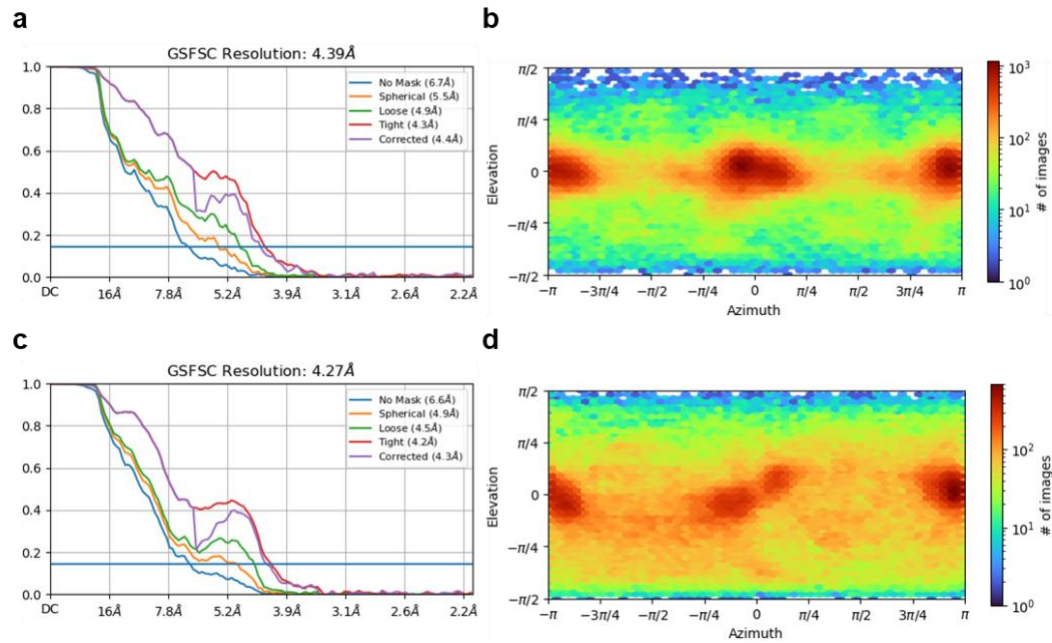 a
GSFSC Resolution: 4.39Å
1.0
0.8
0.6
0.4
0.2
0.0
DC 16Å 7.8Å 5.2Å 3.9Å 3.1Å 2.6Å 2.2Å
No Mask (6.7Å)
Spherical (5.5Å)
Loose (4.9Å)
Tight (4.3Å)
Corrected (4.4Å)
b
Elevation
π/2
π/4
0
−π/4
−π/2
−π −3π/4 −π/2 −π/4 0 π/4 π/2 3π/4 π
Azimuth
10³
10²
10¹
10⁰
# of images
c
GSFSC Resolution: 4.27Å
1.0
0.8
0.6
0.4
0.2
0.0
DC 16Å 7.8Å 5.2Å 3.9Å 3.1Å 2.6Å 2.2Å
No Mask (6.6Å)
Spherical (4.9Å)
Loose (4.5Å)
Tight (4.2Å)
Corrected (4.3Å)
d
Elevation
π/2
π/4
0
−π/4
−π/2
−π −3π/4 −π/2 −π/4 0 π/4 π/2 3π/4 π
Azimuth
10²
10¹
10⁰
# of images